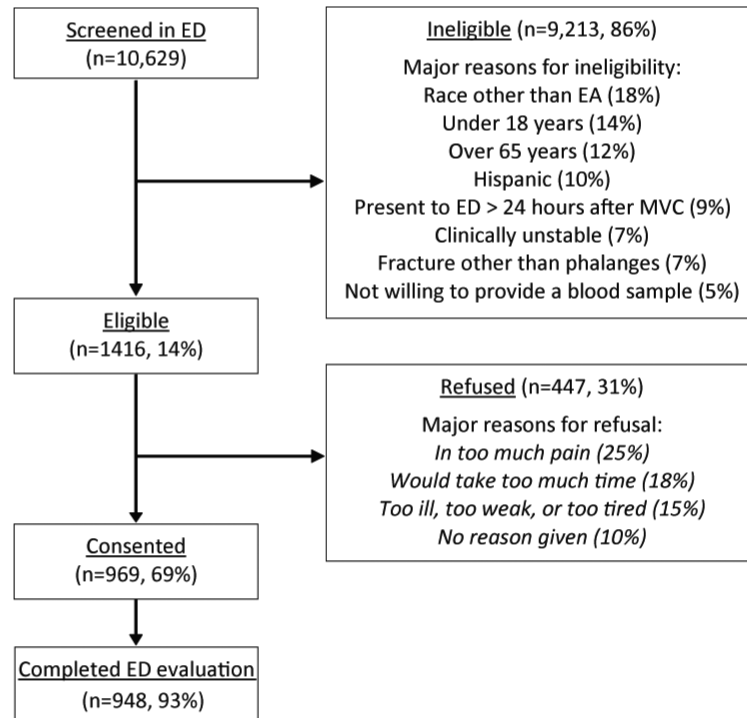 Screened in ED
(n=10,629)
Ineligible (n=9,213, 86%)
Major reasons for ineligibility:
Race other than EA (18%)
Under 18 years (14%)
Over 65 years (12%)
Hispanic (10%)
Present to ED > 24 hours after MVC (9%)
Clinically unstable (7%)
Fracture other than phalanges (7%)
Not willing to provide a blood sample (5%)
Eligible
(n=1416, 14%)
Refused (n=447, 31%)
Major reasons for refusal:
In too much pain (25%)
Would take too much time (18%)
Too ill, too weak, or too tired (15%)
No reason given (10%)
Consented
(n=969, 69%)
Completed ED evaluation
(n=948, 93%)